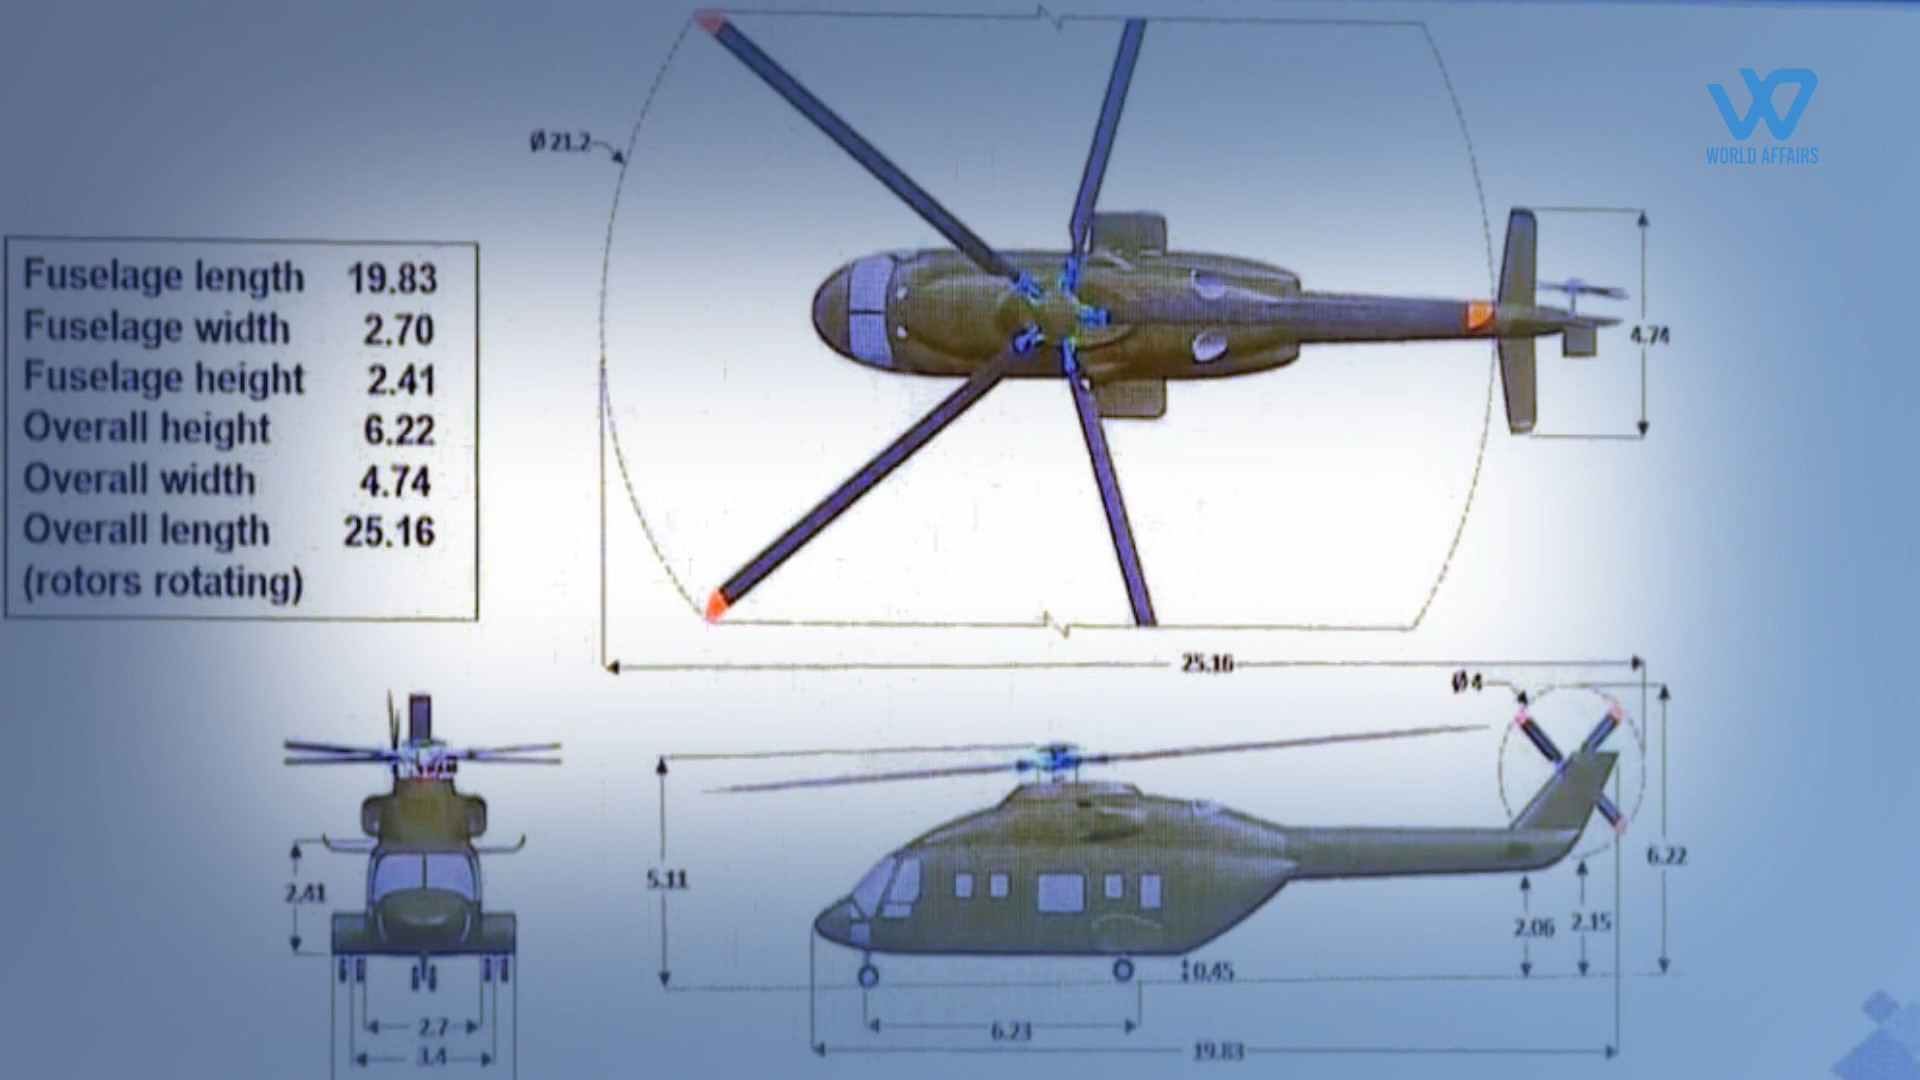 WORLD AFFAIRS
Ø21.2
4.74
Fuselage length 19.83
Fuselage width 2.70
Fuselage height 2.41
Overall height 6.22
Overall width 4.74
Overall length 25.16
(rotors rotating)
25.16
Ø4
5.11
6.22
2.41
2.06
2.15
0.45
2.7
6.23
3.4
19.83